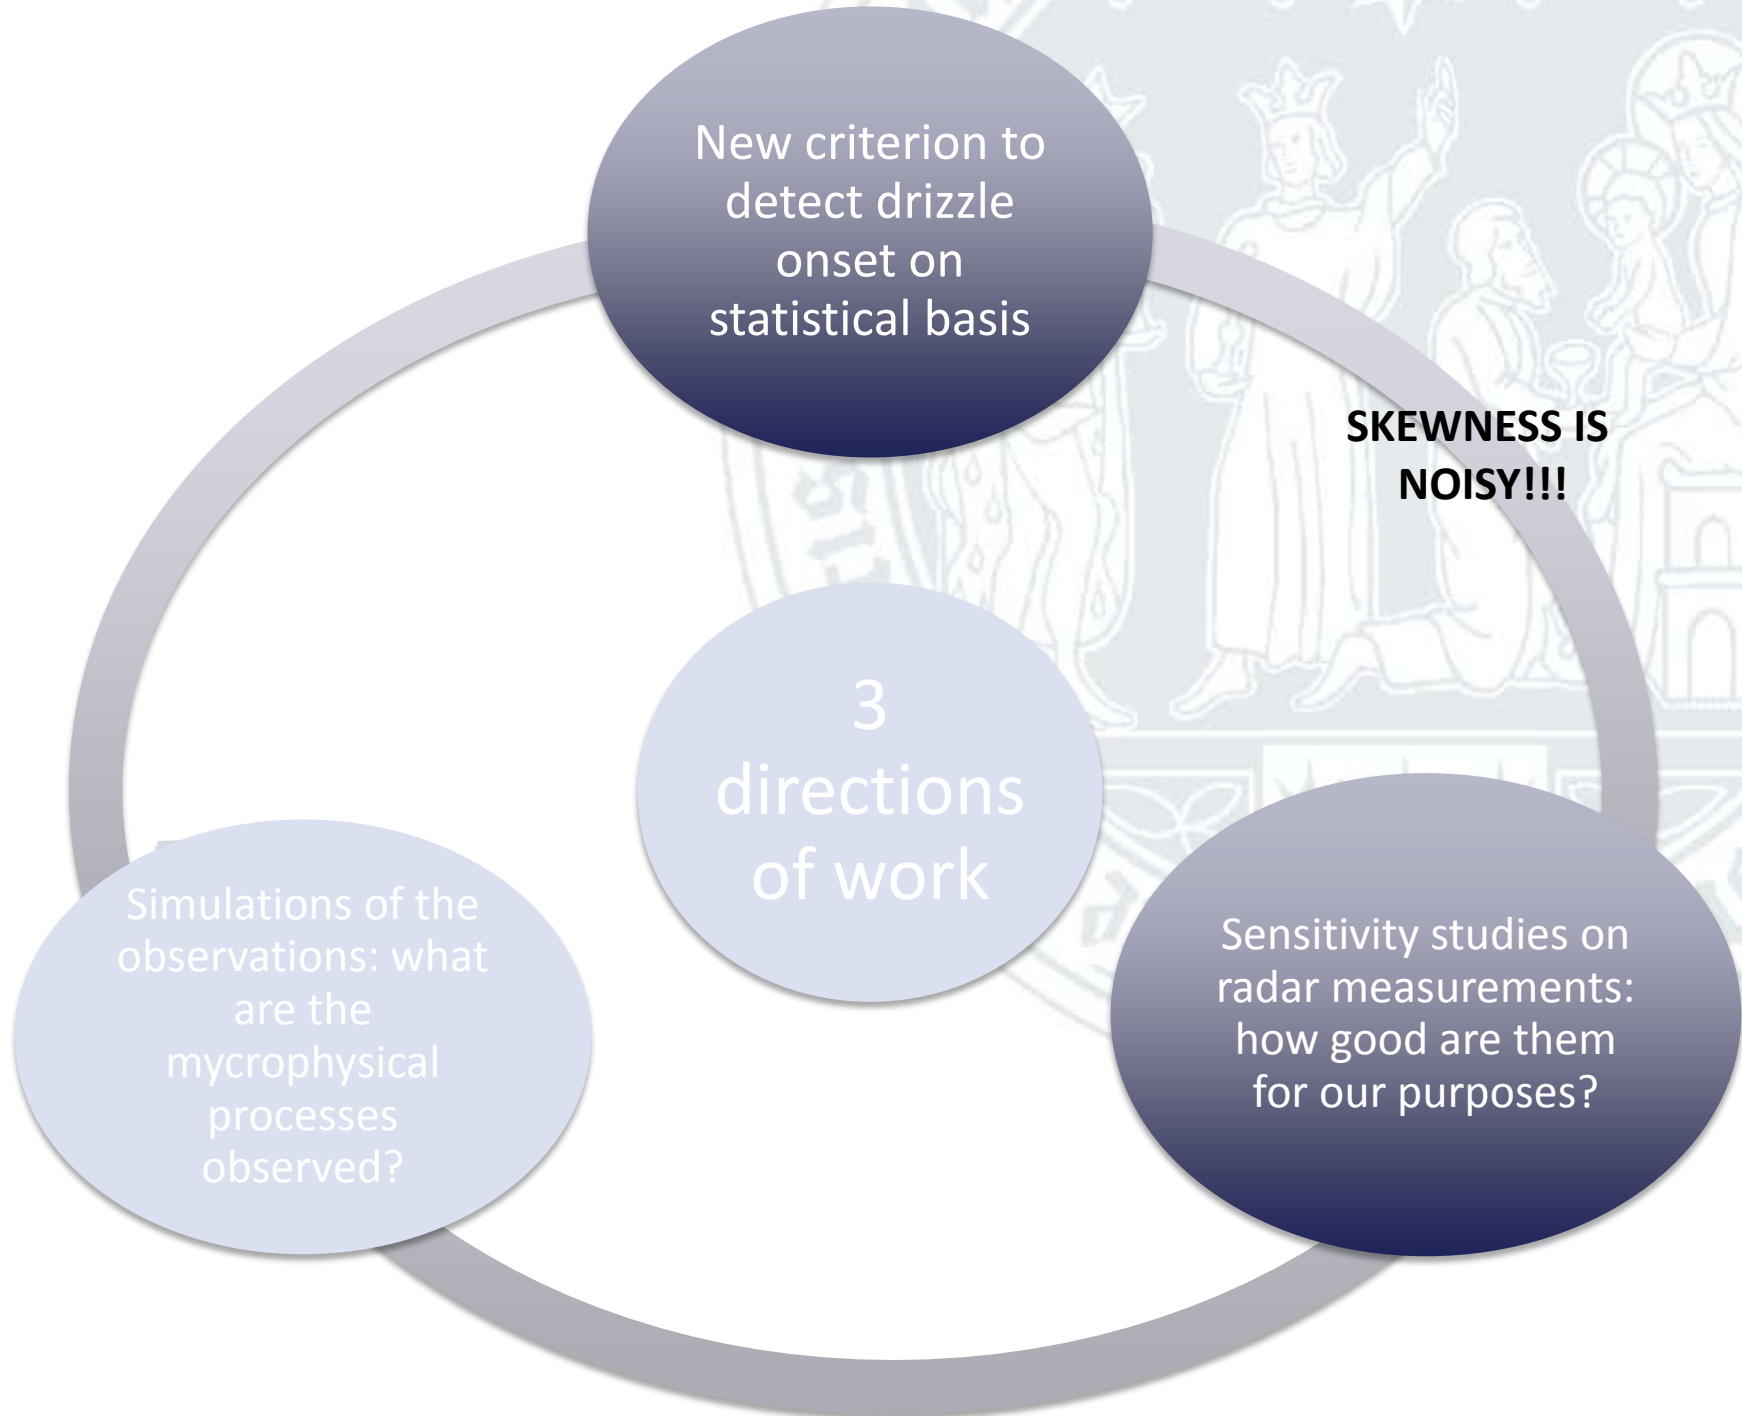 New criterion to
detect drizzle
onset on
statistical basis
SKEWNESS IS
NOISY!!!
3
directions
of work
Simulations of the
observations: what
are the
mycrophysical
processes
observed?
Sensitivity studies on
radar measurements:
how good are them
for our purposes?